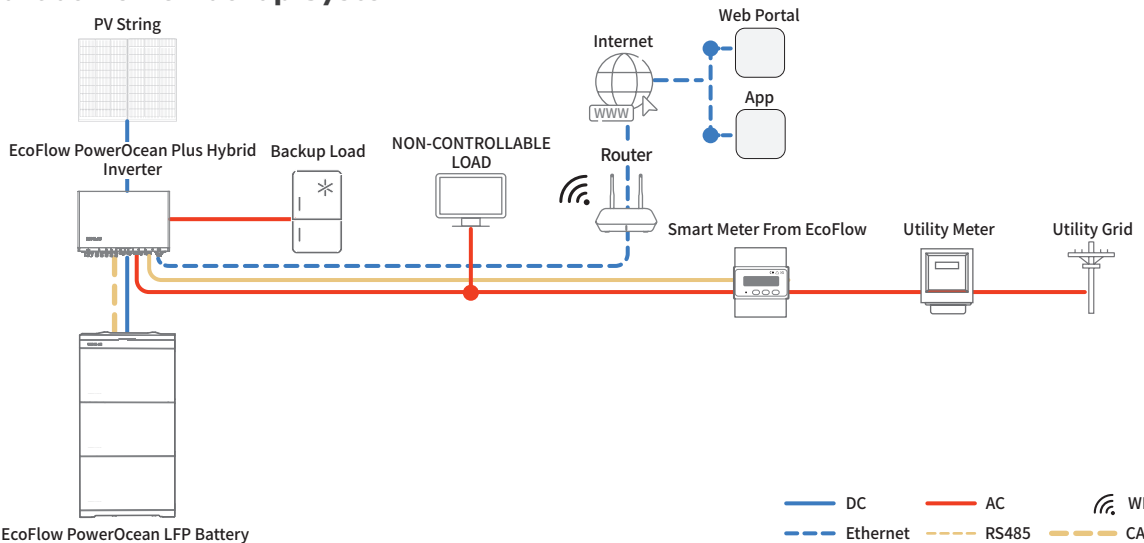 PV String
Web Portal
Internet
WWW
App
EcoFlow PowerOcean Plus Hybrid
Inverter
Backup Load
NON-CONTROLLABLE
LOAD
Router
Smart Meter From EcoFlow
Utility Meter
Utility Grid
EcoFlow PowerOcean LFP Battery
DC
AC
Ethernet
RS485